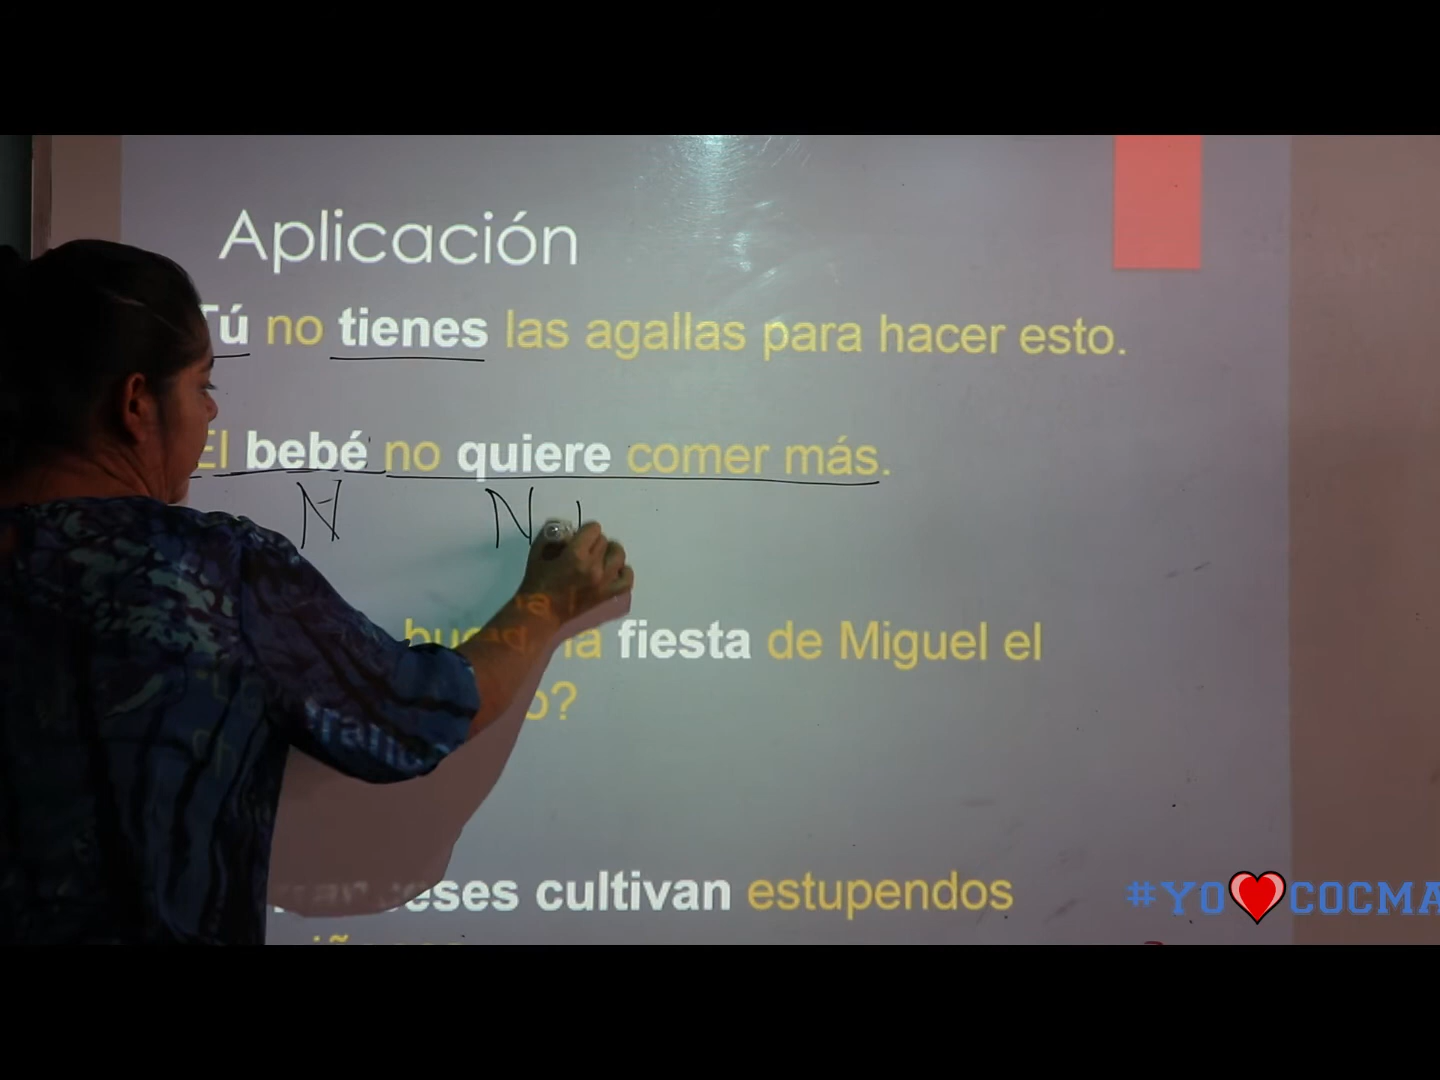 Aplicación
Tú no tienes las agallas para hacer esto.
El bebé no quiere comer más.
N N
la fiesta de Miguel el
cultivan estupendos
#YO COCMA